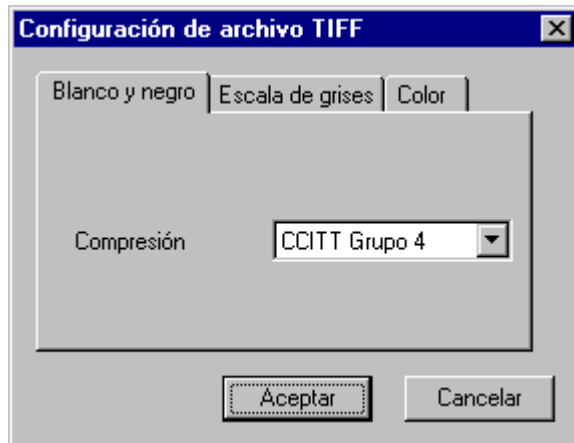 Configuración de archivo TIFF
Blanco y negro Escala de grises Color
Compresión CCITT Grupo 4
Aceptar Cancelar